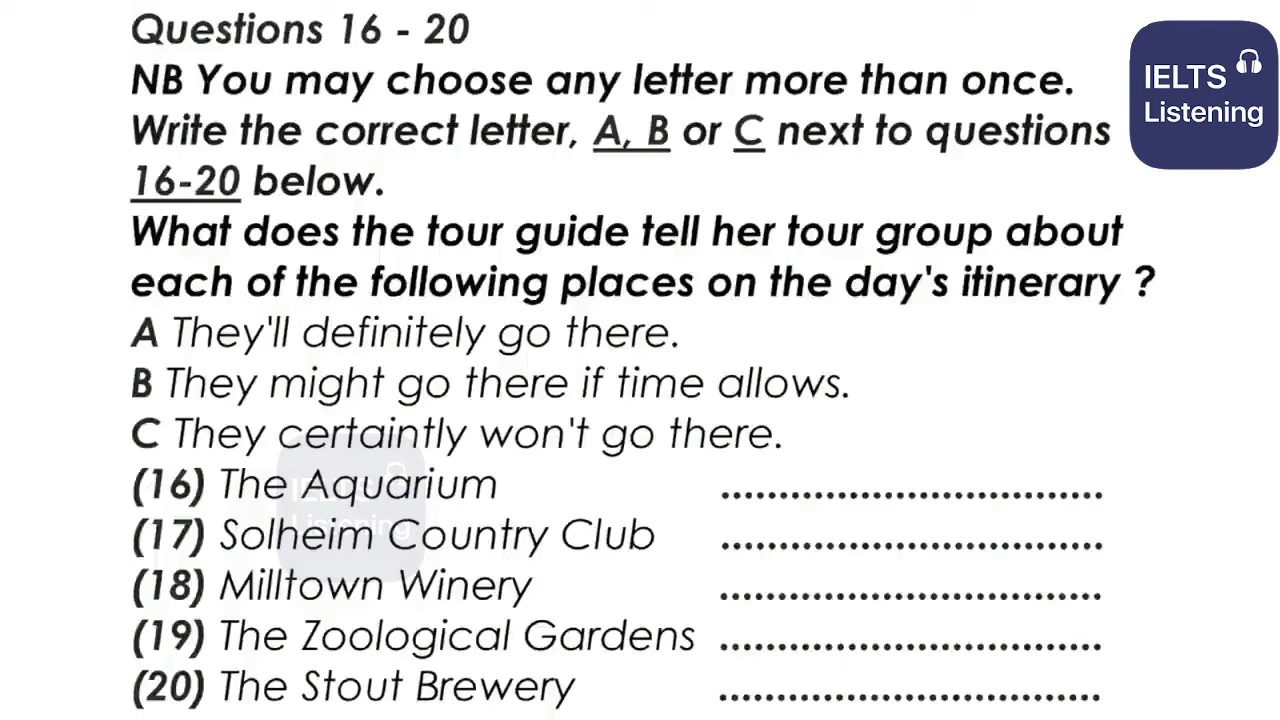 Questions 16 - 20
NB You may choose any letter more than once.
Write the correct letter, A, B or C next to questions
16-20 below.
What does the tour guide tell her tour group about
each of the following places on the day's itinerary ?
A They'll definitely go there.
B They might go there if time allows.
C They certaintly won't go there.
(16) The Aquarium ..................................
(17) Solheim Country Club ..................................
(18) Milltown Winery ..................................
(19) The Zoological Gardens ..................................
(20) The Stout Brewery ..................................
IELTS
Listening
IELTS
Listening